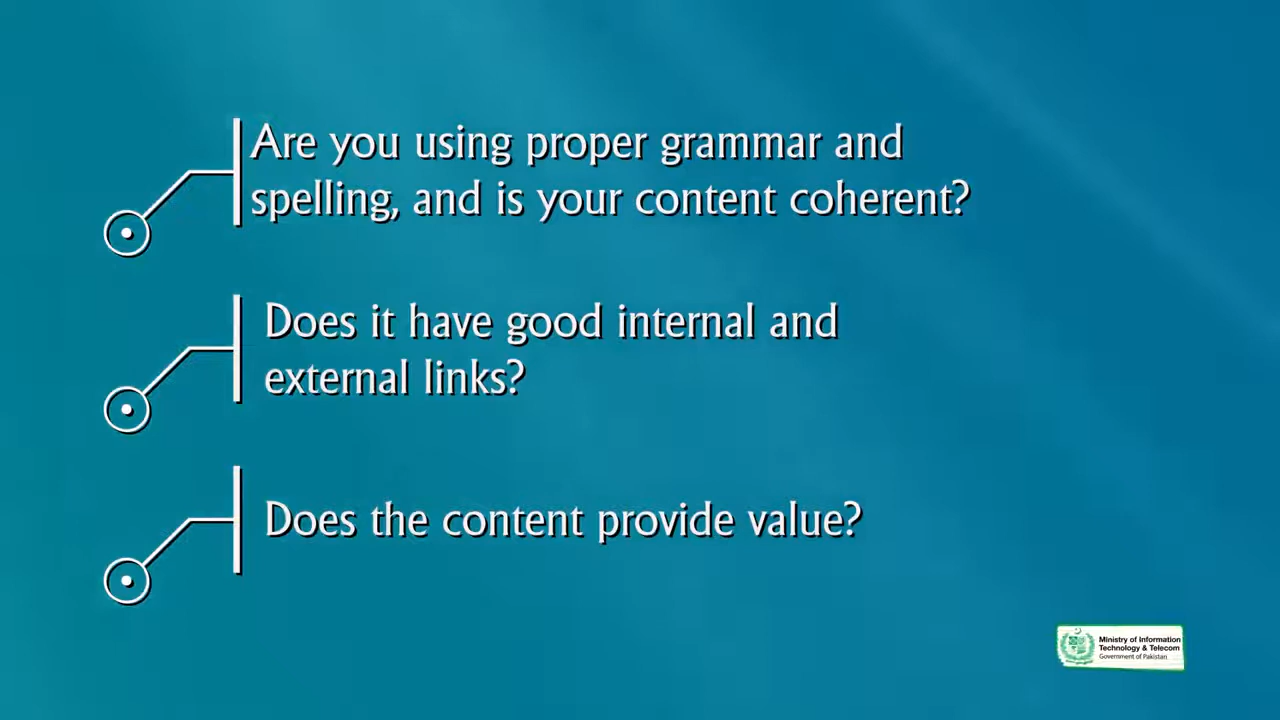 Are you using proper grammar and
spelling, and is your content coherent?
Does it have good internal and
external links?
Does the content provide value?
Ministry of Information
Technology & Telecom
Government of Pakistan